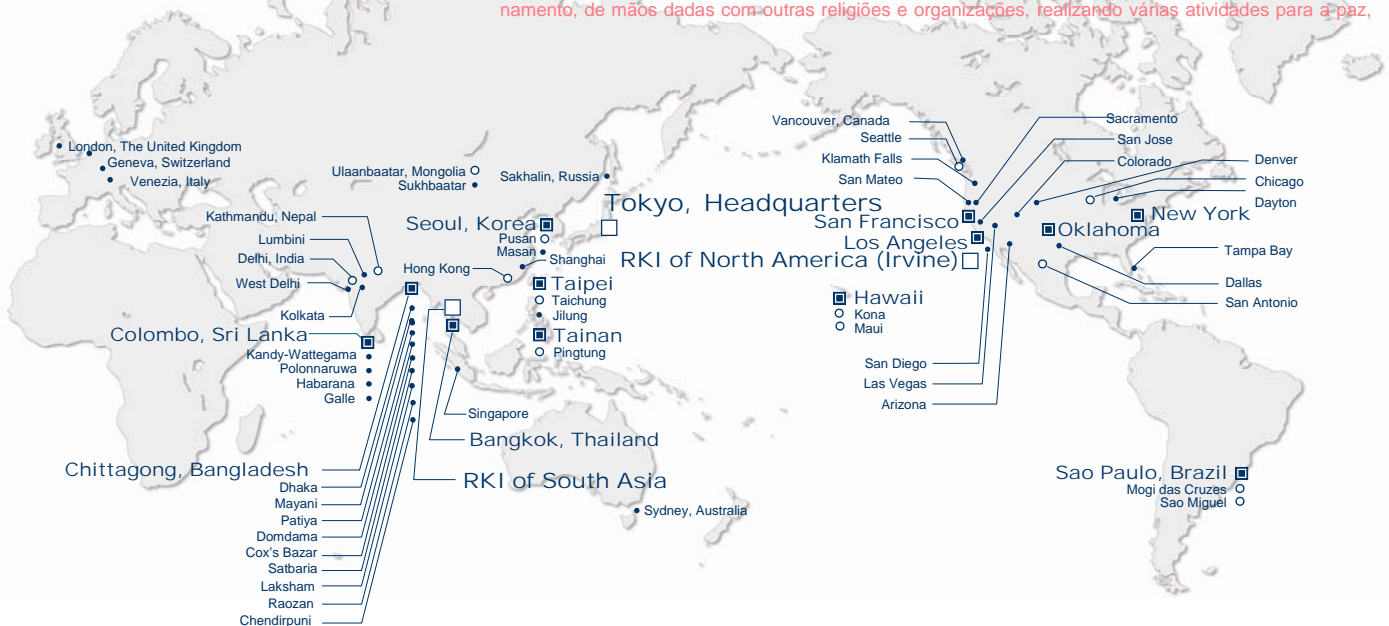 namento, de mãos dadas com outras religiões e organizações, realizando várias atividades para a paz,
London, The United Kingdom
Geneva, Switzerland
Venezia, Italy
Ulaanbaatar, Mongolia
Sukhbaatar
Sakhalin, Russia
Tokyo, Headquarters
Seoul, Korea
Pusan
Masan
Shanghai
Hong Kong
Kathmandu, Nepal
Lumbini
Delhi, India
West Delhi
Kolkata
Colombo, Sri Lanka
Kandy-Wattegama
Polonnaruwa
Habarana
Galle
Taipei
Taichung
Jilung
Tainan
Pingtung
Singapore
Bangkok, Thailand
RKI of South Asia
Chittagong, Bangladesh
Dhaka
Mayani
Patiya
Domdama
Cox's Bazar
Satbaria
Laksham
Raozan
Chendirpuni
Sydney, Australia
Vancouver, Canada
Seattle
Klamath Falls
San Mateo
San Francisco
Los Angeles
RKI of North America (Irvine)
Hawaii
Kona
Maui
San Diego
Las Vegas
Arizona
Sacramento
San Jose
Colorado
Denver
Chicago
Dayton
New York
Oklahoma
Tampa Bay
Dallas
San Antonio
Sao Paulo, Brazil
Mogi das Cruzes
Sao Miguel